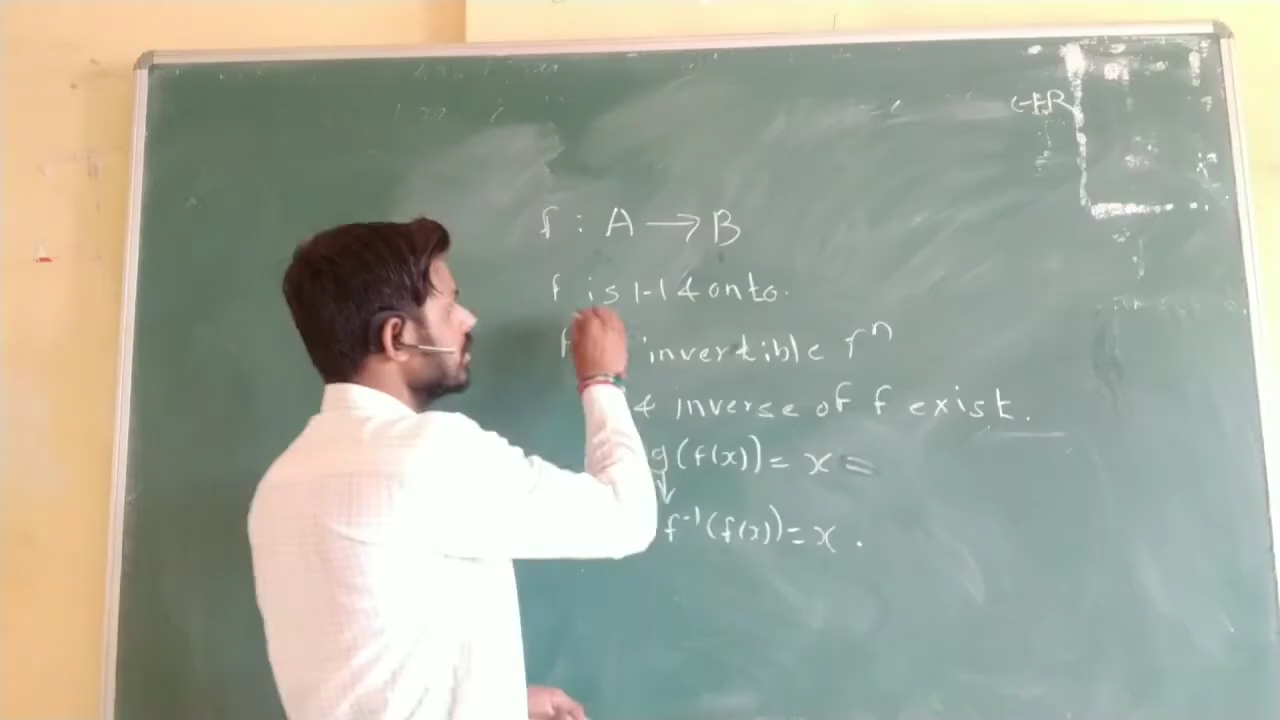 f : A → B
f is 1-1 & onto.
f invertible fⁿ
& inverse of f exist.
g(f(x)) = x =
↓
f⁻¹(f(x)) = x .